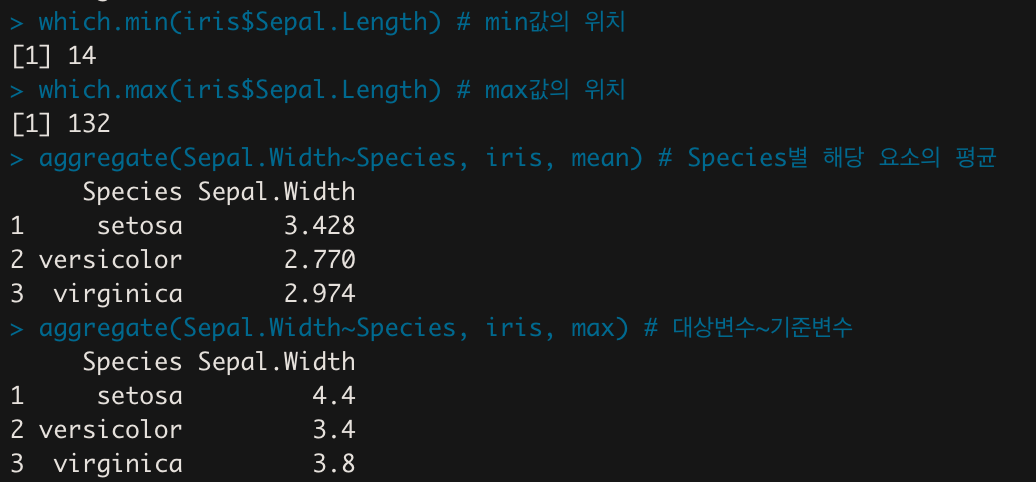 > which.min(iris$Sepal.Length) # min값의 위치
[1] 14
> which.max(iris$Sepal.Length) # max값의 위치
[1] 132
> aggregate(Sepal.Width~Species, iris, mean) # Species별 해당 요소의 평균
     Species Sepal.Width
1     setosa       3.428
2 versicolor       2.770
3  virginica       2.974
> aggregate(Sepal.Width~Species, iris, max) # 대상변수~기준변수
     Species Sepal.Width
1     setosa         4.4
2 versicolor         3.4
3  virginica         3.8